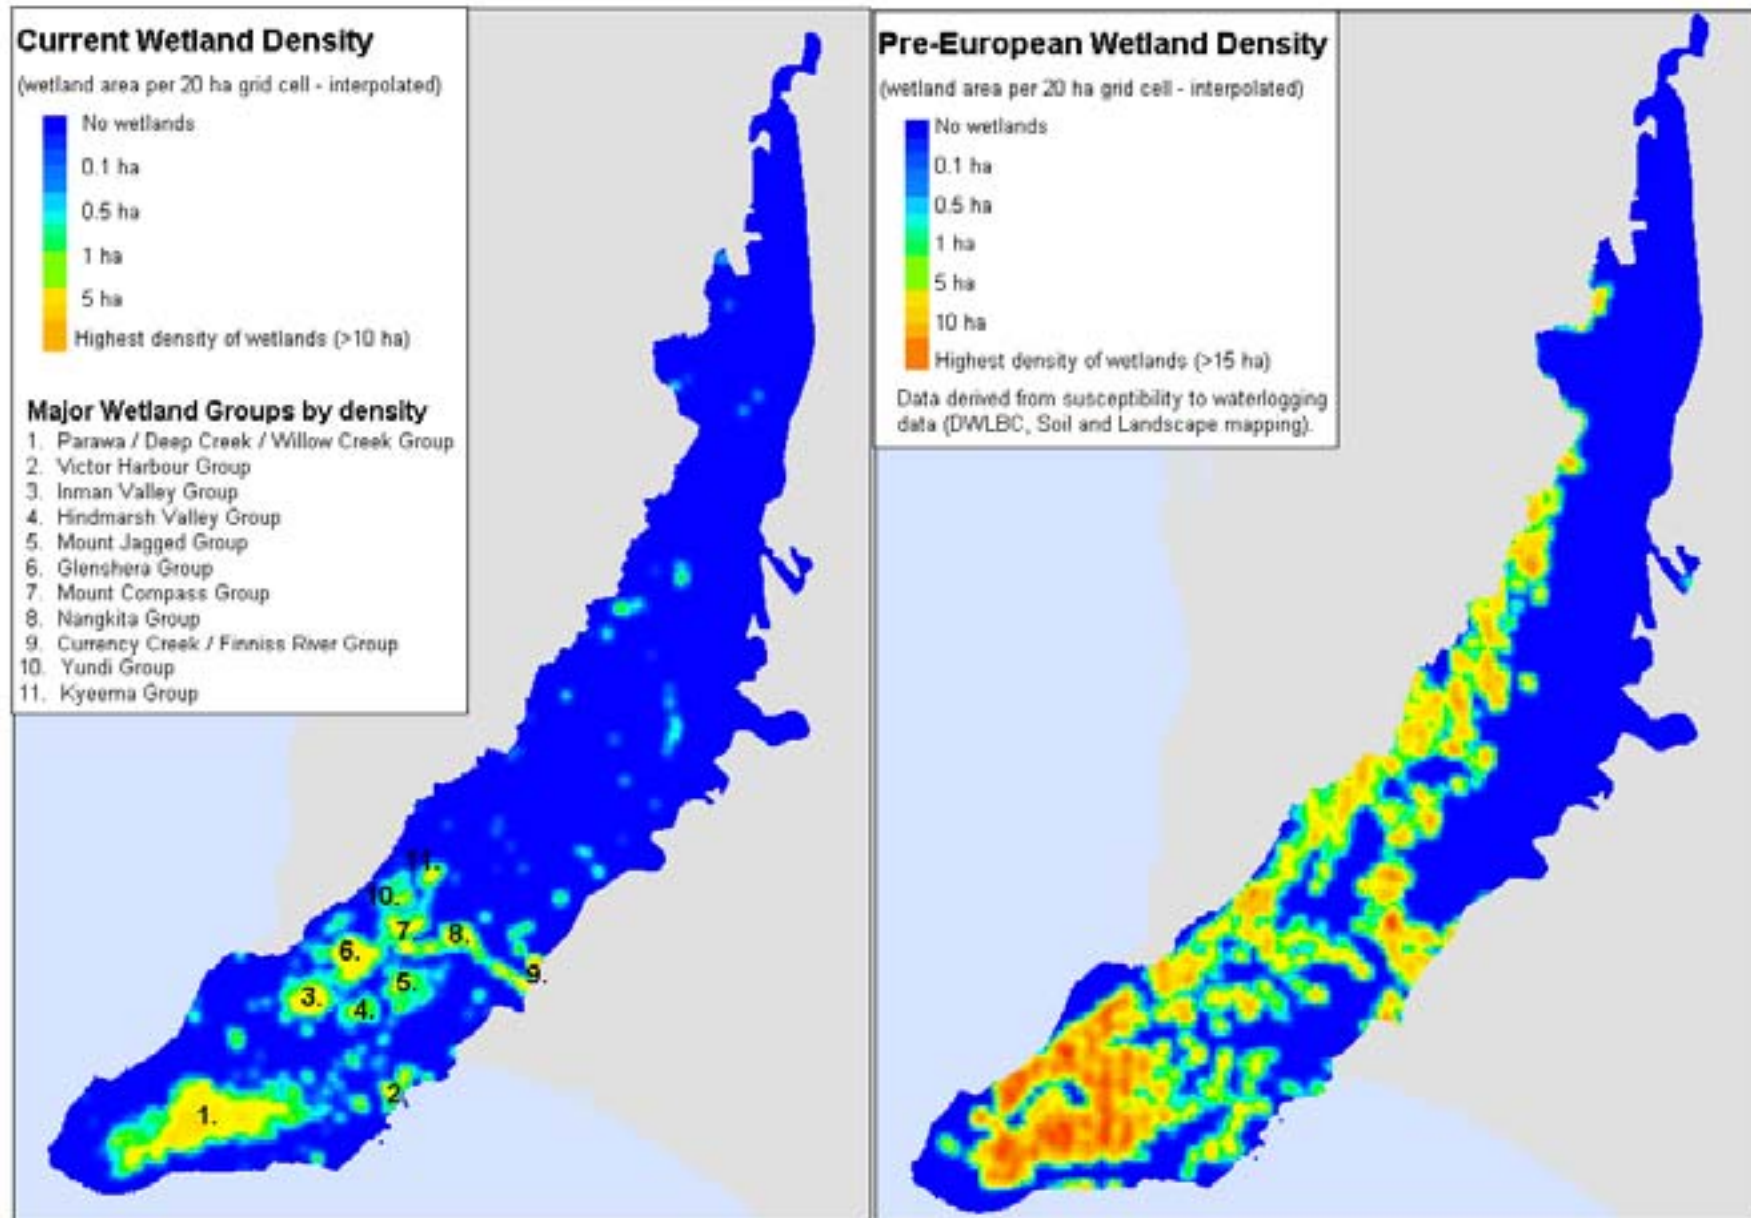 Current Wetland Density
(wetland area per 20 ha grid cell - interpolated)
No wetlands
0.1 ha
0.5 ha
1 ha
5 ha
Highest density of wetlands (>10 ha)
Major Wetland Groups by density
1. Parawa / Deep Creek / Willow Creek Group
2. Victor Harbour Group
3. Inman Valley Group
4. Hindmarsh Valley Group
5. Mount Jagged Group
6. Glenshera Group
7. Mount Compass Group
8. Nangkita Group
9. Currency Creek / Finniss River Group
10. Yundi Group
11. Kyeema Group
11.
10.
7.
8.
6.
9.
5.
3.
4.
2
1.
Pre-European Wetland Density
(wetland area per 20 ha grid cell - interpolated)
No wetlands
0.1 ha
0.5 ha
1 ha
5 ha
10 ha
Highest density of wetlands (>15 ha)
Data derived from susceptibility to waterlogging
data (DWLBC, Soil and Landscape mapping).